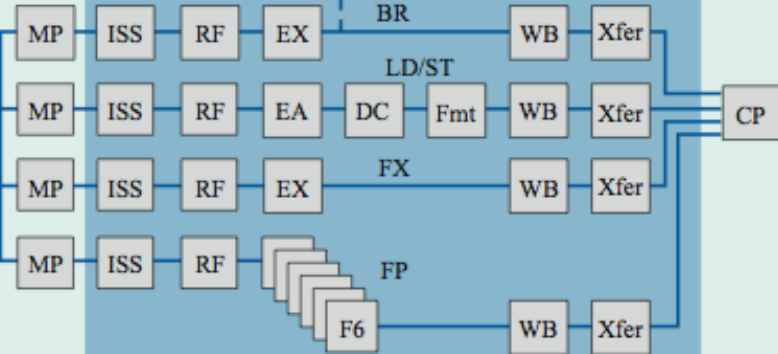 BR
MP ISS RF EX WB Xfer
LD/ST
MP ISS RF EA DC Fmt WB Xfer CP
FX
MP ISS RF EX WB Xfer
MP ISS RF FP
F6 WB Xfer